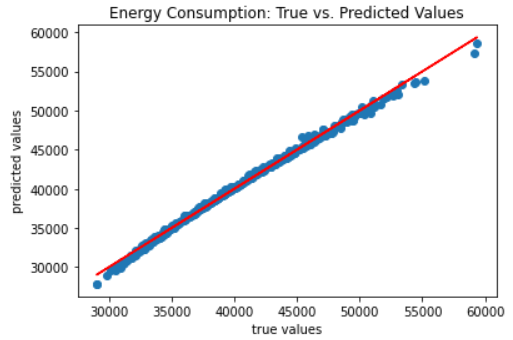 Energy Consumption: True vs. Predicted Values
60000
55000
50000
45000
40000
35000
30000
predicted values
30000 35000 40000 45000 50000 55000 60000
true values